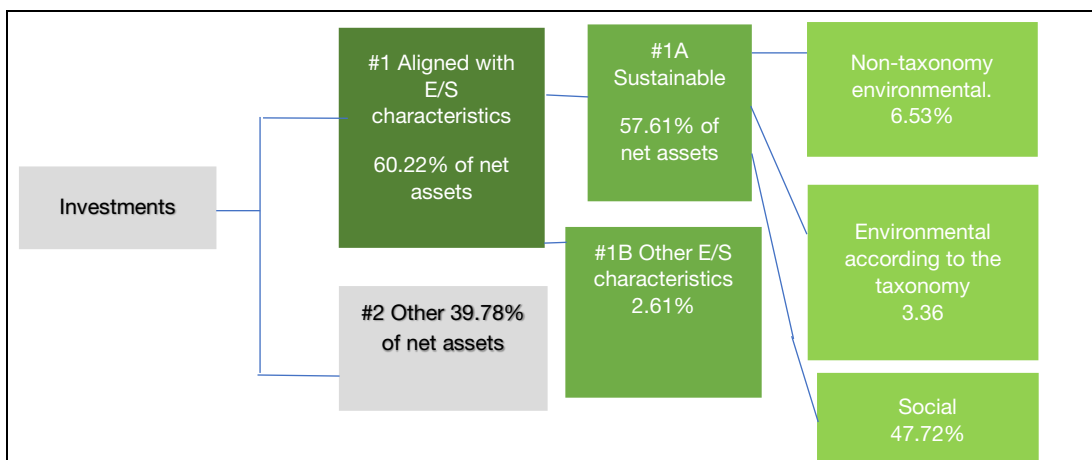 Investments
#1 Aligned with
E/S
characteristics
60.22% of net
assets
#2 Other 39.78%
of net assets
#1A
Sustainable
57.61% of
net assets
#1B Other E/S
characteristics
2.61%
Non-taxonomy
environmental.
6.53%
Environmental
according to the
taxonomy
3.36
Social
47.72%